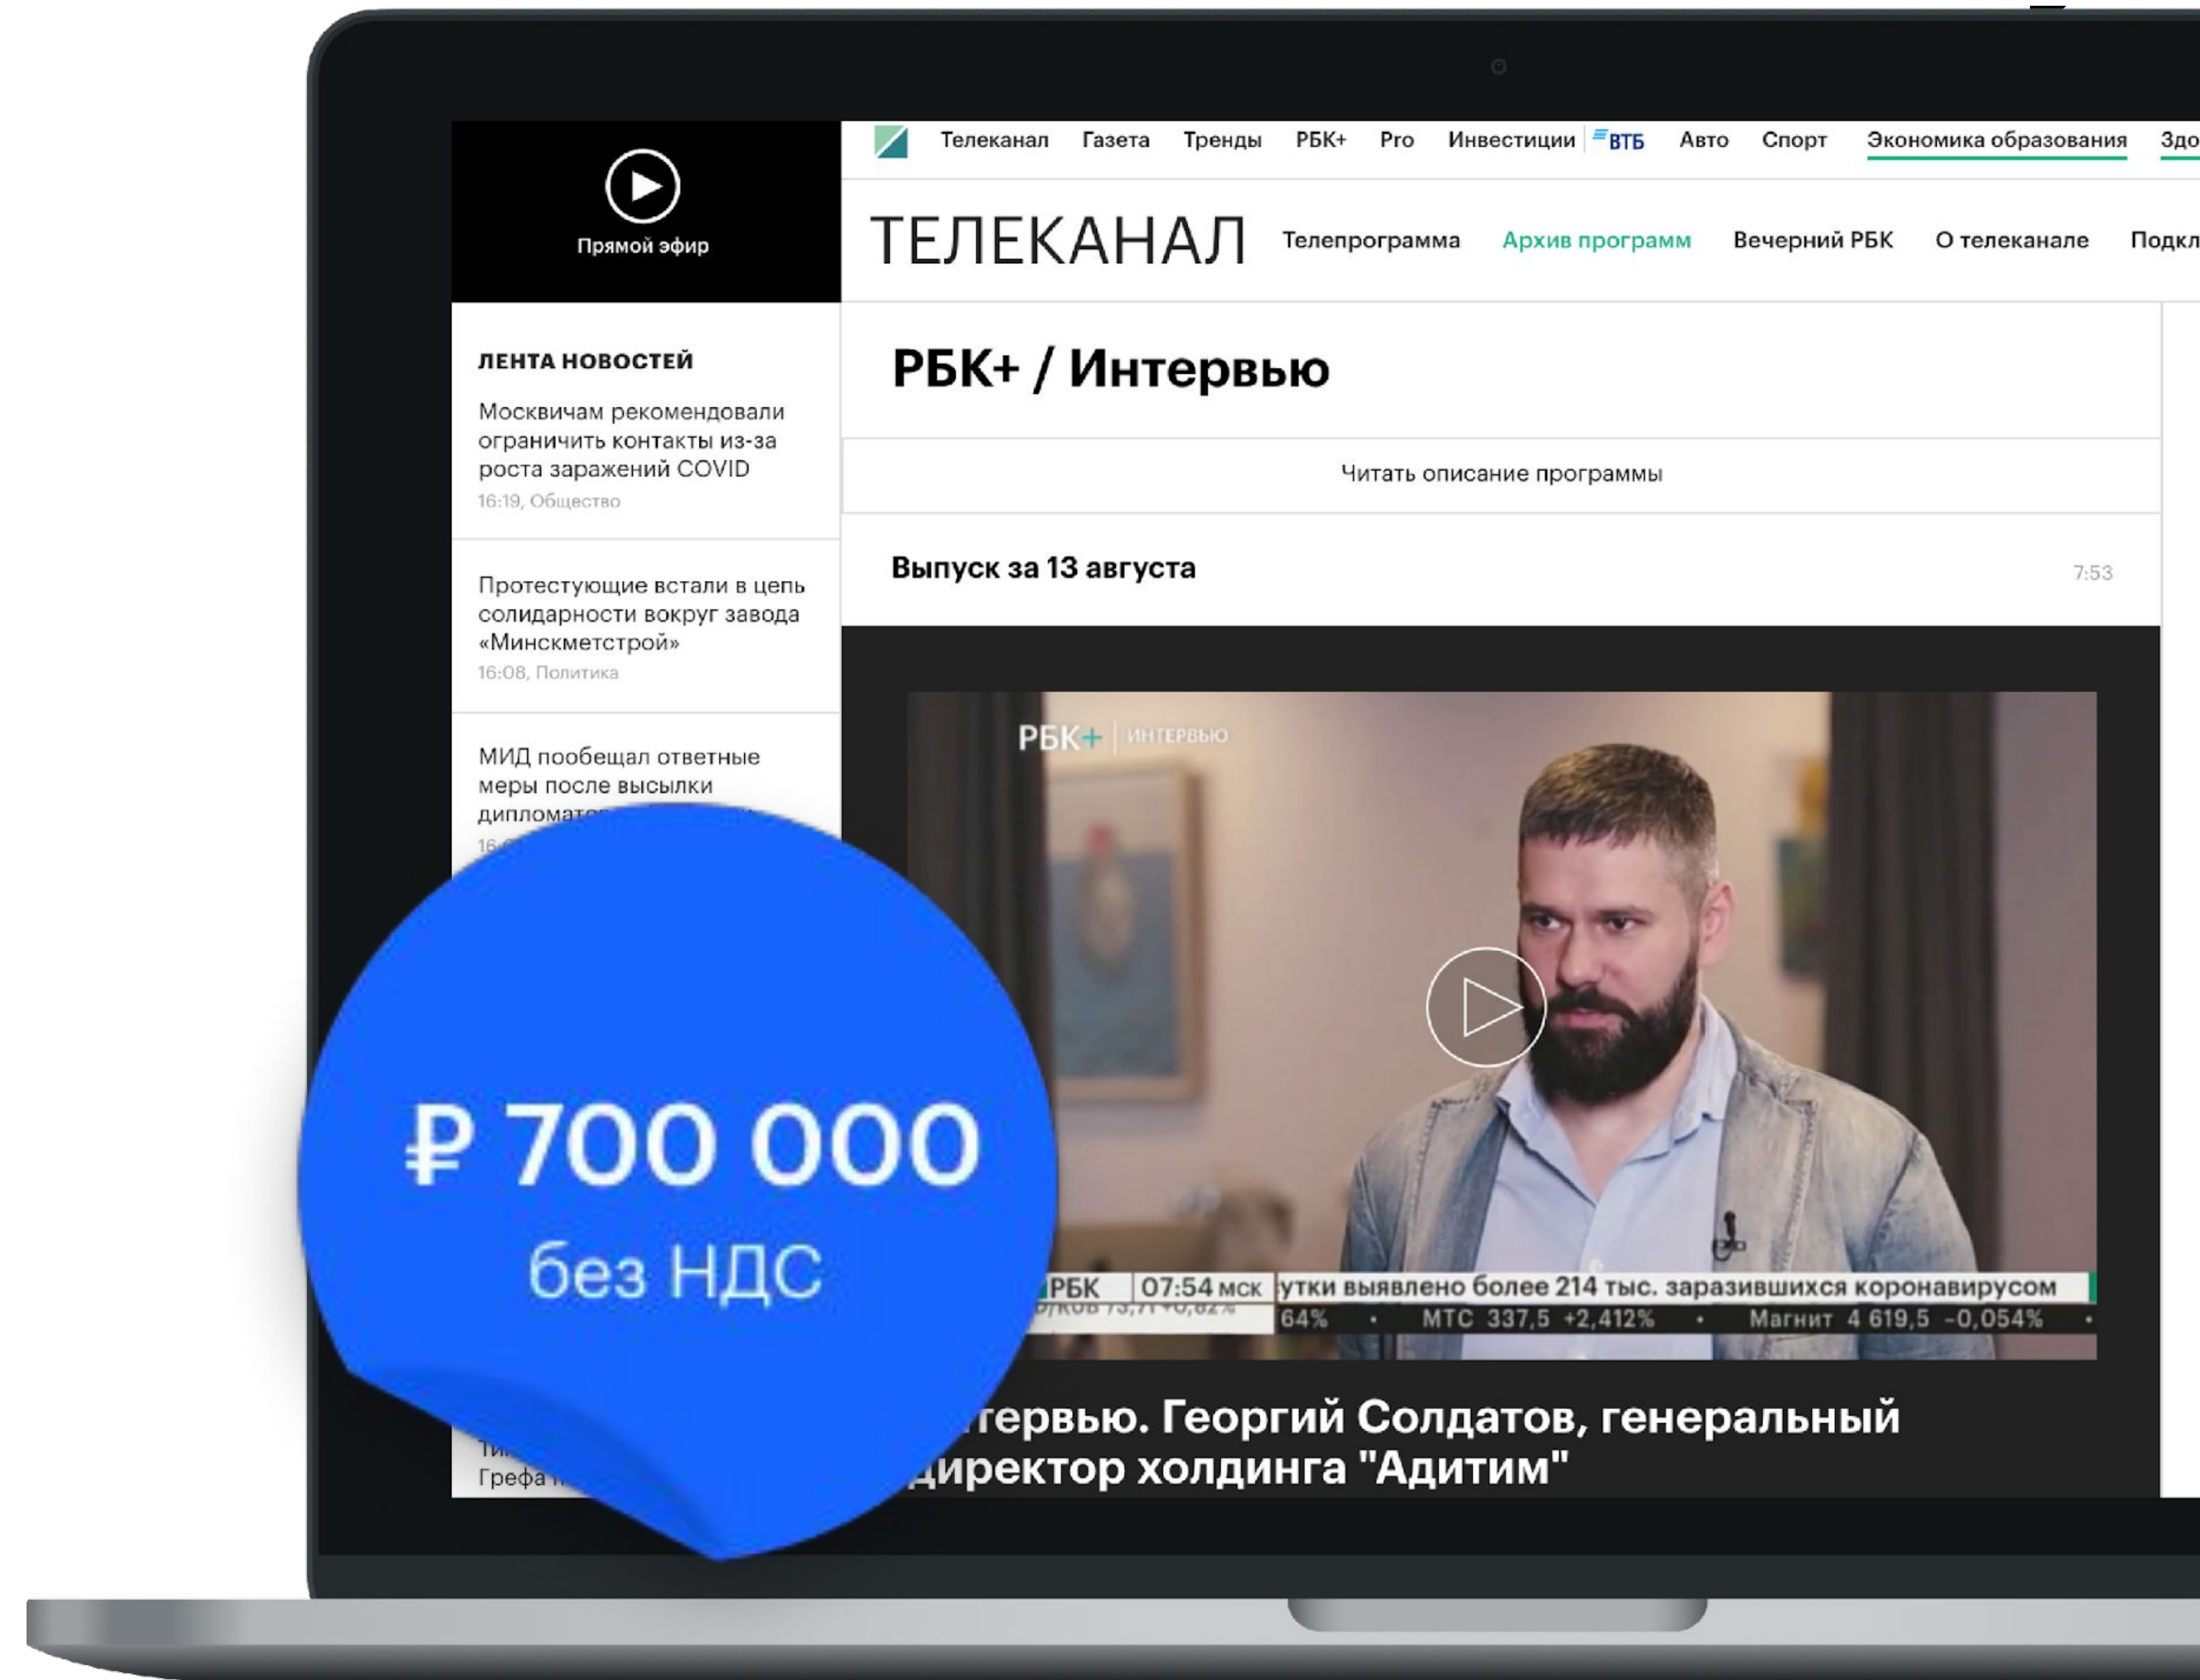 Телеканал Газета Тренды РБК+ Pro Инвестиции ВТБ Авто Спорт Экономика образования
Прямой эфир
ТЕЛЕКАНАЛ Телепрограмма Архив программ Вечерний РБК О телеканале
ЛЕНТА НОВОСТЕЙ
Москвичам рекомендовали
ограничить контакты из-за
роста заражений COVID
16:19, Общество
Протестующие встали в цепь
солидарности вокруг завода
«Минскметстрой»
16:08, Политика
МИД пообещал ответные
меры после высылки
Грефа
РБК+ / Интервью
Читать описание программы
Выпуск за 13 августа
7:53
РБК+ ИНТЕРВЬЮ
РБК 07:54 мск утки выявлено более 214 тыс. заразившихся коронавирусом
64% • МТС 337,5 +2,412% • Магнит 4 619,5 -0,054% •
тервью. Георгий Солдатов, генеральный
директор холдинга "Адитим"
₽ 700 000
без НДС